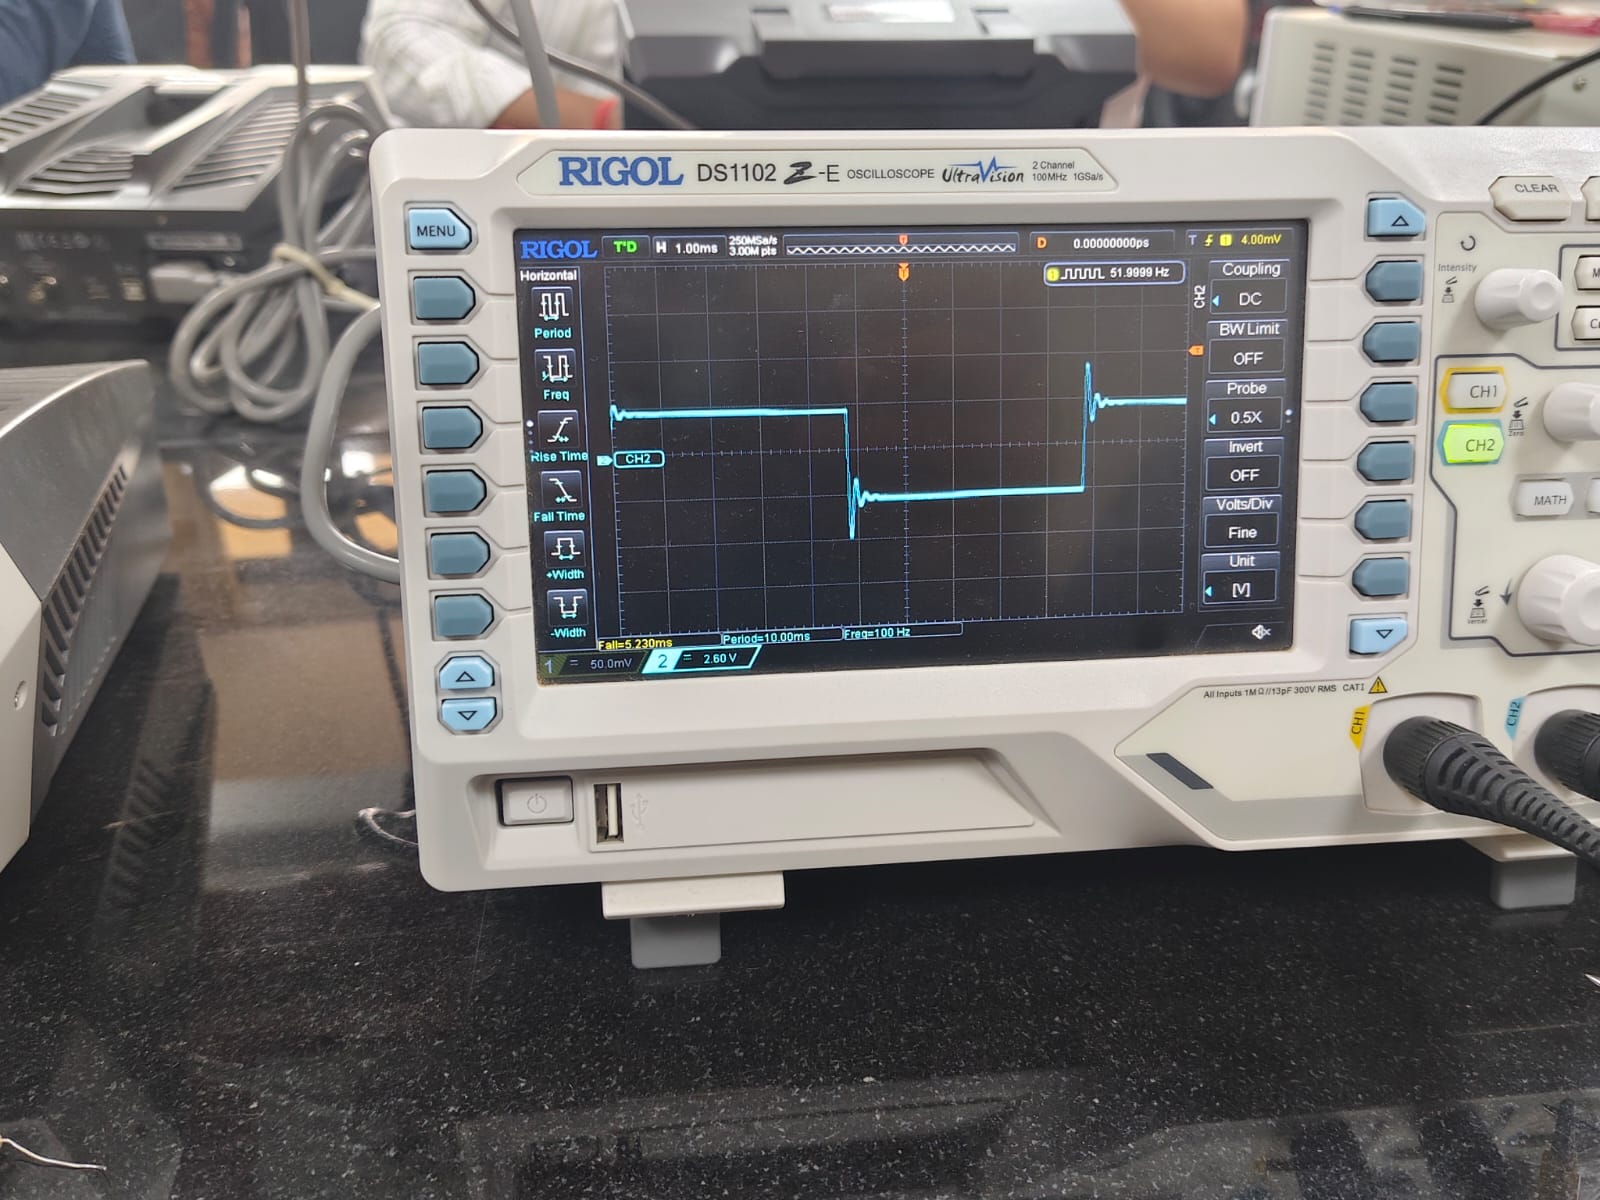 RIGOL DS1102 Z-E OSCILLOSCOPE UltraVision 2 Channel
100MHz 1GSa/s
CLEAR
MENU
RIGOL T'D H 1.00ms 250MSa/s
3.00M pts
D 0.00000000ps T 1 4.00mV
Horizontal
1 51.9999 Hz
Period
Freq
Rise Time
Fall Time
+Width
-Width
CH2
CH2
Coupling
DC
BW Limit
OFF
Probe
0.5X
Invert
OFF
Volts/Div
Fine
Unit
[V]
Fall=5.230ms Period=10.00ms Freq=100 Hz
1 = 50.0mV 2 = 2.60 V
Intensity
CH1
CH2
MATH
Zero
Vernier
All Inputs 1MΩ//13pF 300V RMS CAT I
CH1
CH2